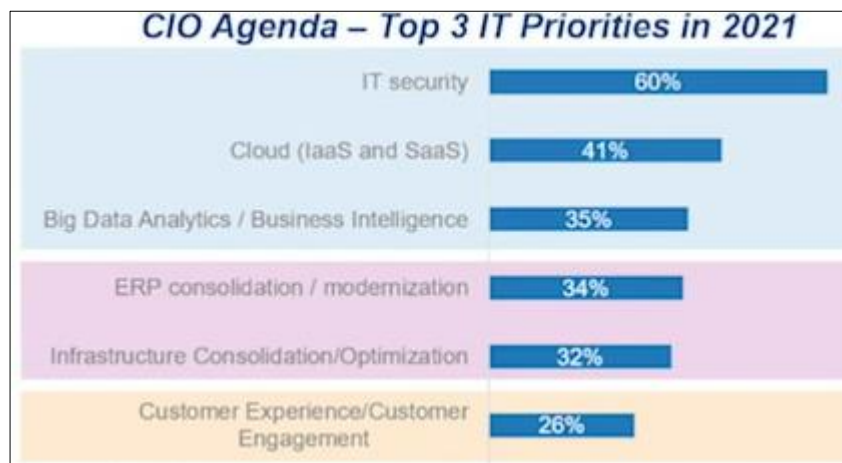 CIO Agenda – Top 3 IT Priorities in 2021
IT security 60%
Cloud (IaaS and SaaS) 41%
Big Data Analytics / Business Intelligence 35%
ERP consolidation / modernization 34%
Infrastructure Consolidation/Optimization 32%
Customer Experience/Customer
Engagement 26%